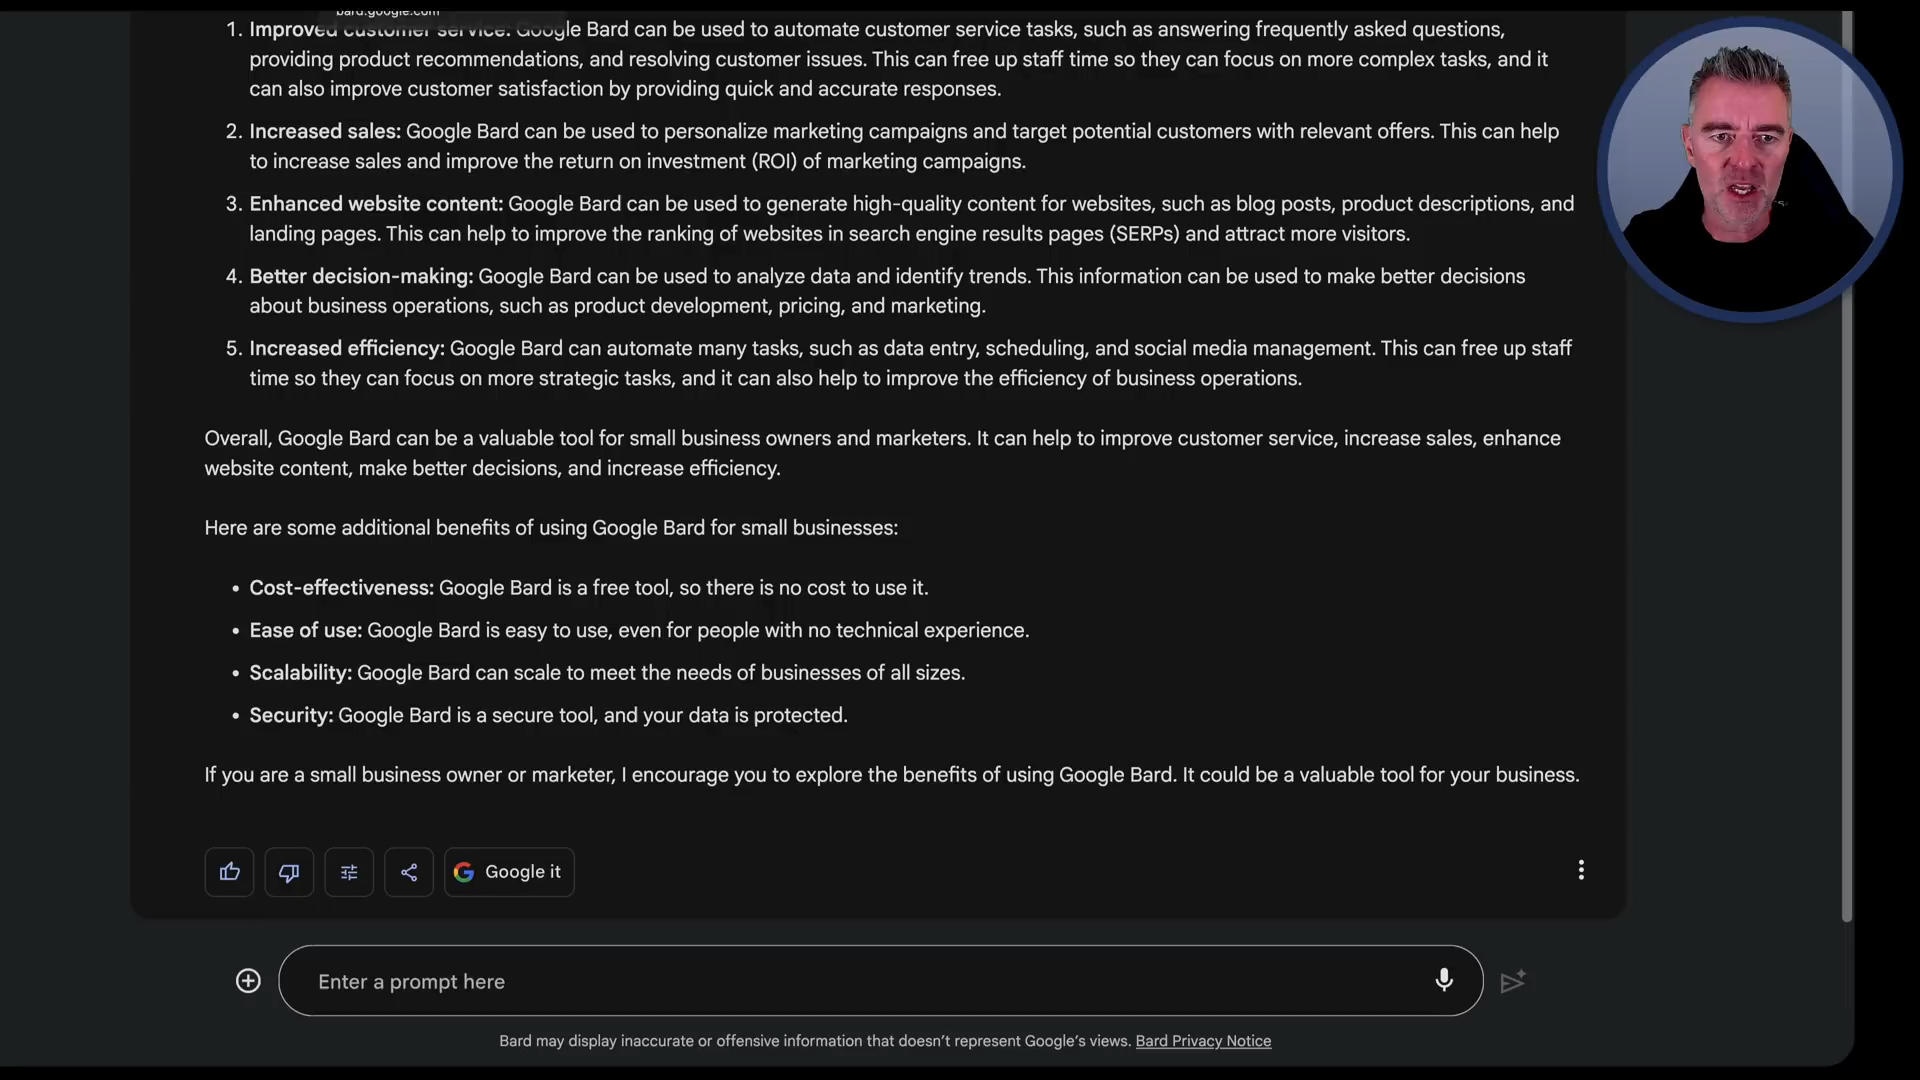 bard.google.com
1. Improved customer service: Google Bard can be used to automate customer service tasks, such as answering frequently asked questions,
providing product recommendations, and resolving customer issues. This can free up staff time so they can focus on more complex tasks, and it
can also improve customer satisfaction by providing quick and accurate responses.
2. Increased sales: Google Bard can be used to personalize marketing campaigns and target potential customers with relevant offers. This can help
to increase sales and improve the return on investment (ROI) of marketing campaigns.
3. Enhanced website content: Google Bard can be used to generate high-quality content for websites, such as blog posts, product descriptions, and
landing pages. This can help to improve the ranking of websites in search engine results pages (SERPs) and attract more visitors.
4. Better decision-making: Google Bard can be used to analyze data and identify trends. This information can be used to make better decisions
about business operations, such as product development, pricing, and marketing.
5. Increased efficiency: Google Bard can automate many tasks, such as data entry, scheduling, and social media management. This can free up staff
time so they can focus on more strategic tasks, and it can also help to improve the efficiency of business operations.
Overall, Google Bard can be a valuable tool for small business owners and marketers. It can help to improve customer service, increase sales, enhance
website content, make better decisions, and increase efficiency.
Here are some additional benefits of using Google Bard for small businesses:
• Cost-effectiveness: Google Bard is a free tool, so there is no cost to use it.
• Ease of use: Google Bard is easy to use, even for people with no technical experience.
• Scalability: Google Bard can scale to meet the needs of businesses of all sizes.
• Security: Google Bard is a secure tool, and your data is protected.
If you are a small business owner or marketer, I encourage you to explore the benefits of using Google Bard. It could be a valuable tool for your business.
Google it
Enter a prompt here
Bard may display inaccurate or offensive information that doesn't represent Google's views. Bard Privacy Notice